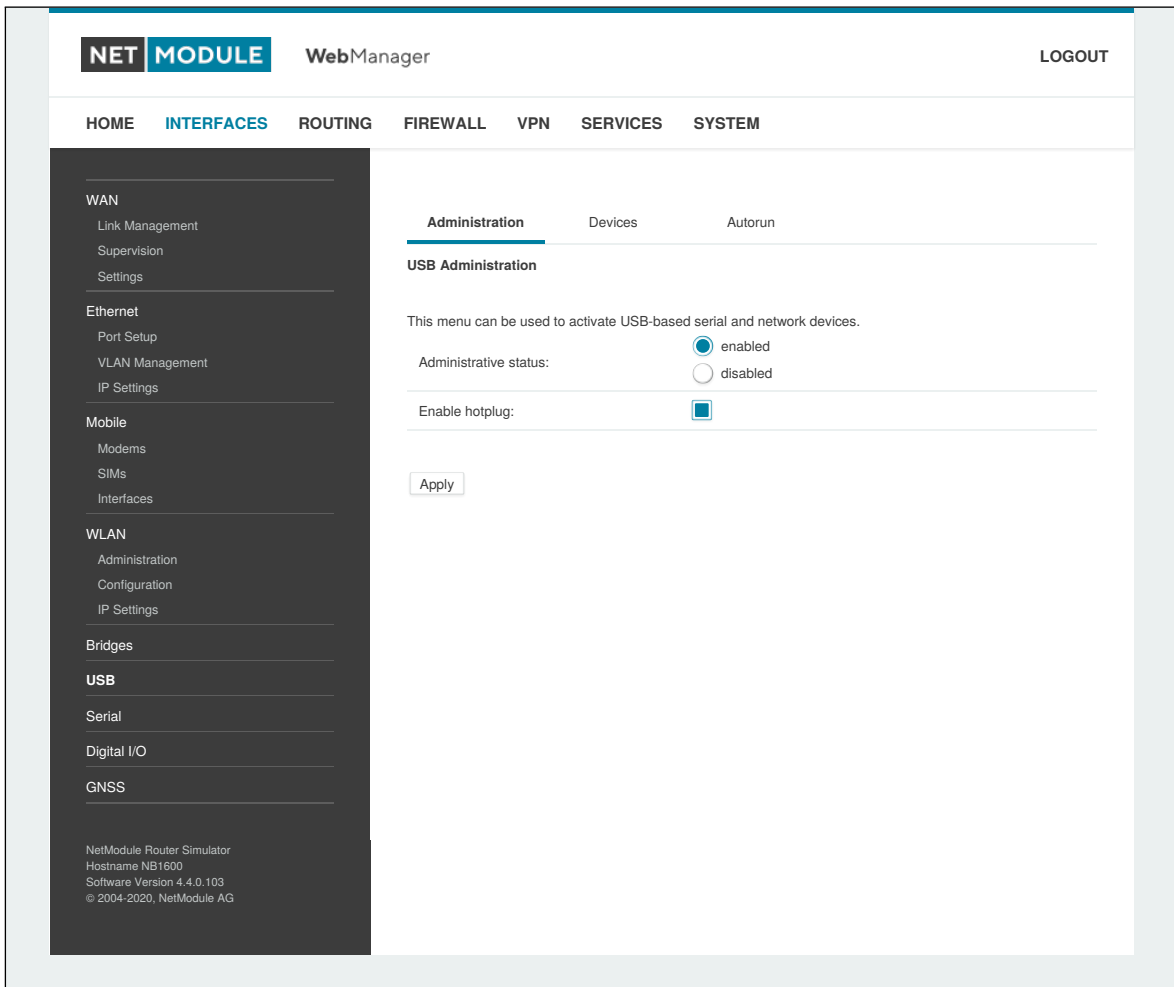 NET MODULE WebManager LOGOUT
HOME INTERFACES ROUTING FIREWALL VPN SERVICES SYSTEM
WAN
Link Management
Supervision
Settings
Ethernet
Port Setup
VLAN Management
IP Settings
Mobile
Modems
SIMs
Interfaces
WLAN
Administration
Configuration
IP Settings
Bridges
USB
Serial
Digital I/O
GNSS
NetModule Router Simulator
Hostname NB1600
Software Version 4.4.0.103
© 2004-2020, NetModule AG
Administration Devices Autorun
USB Administration
This menu can be used to activate USB-based serial and network devices.
Administrative status:
enabled
disabled
Enable hotplug:
Apply